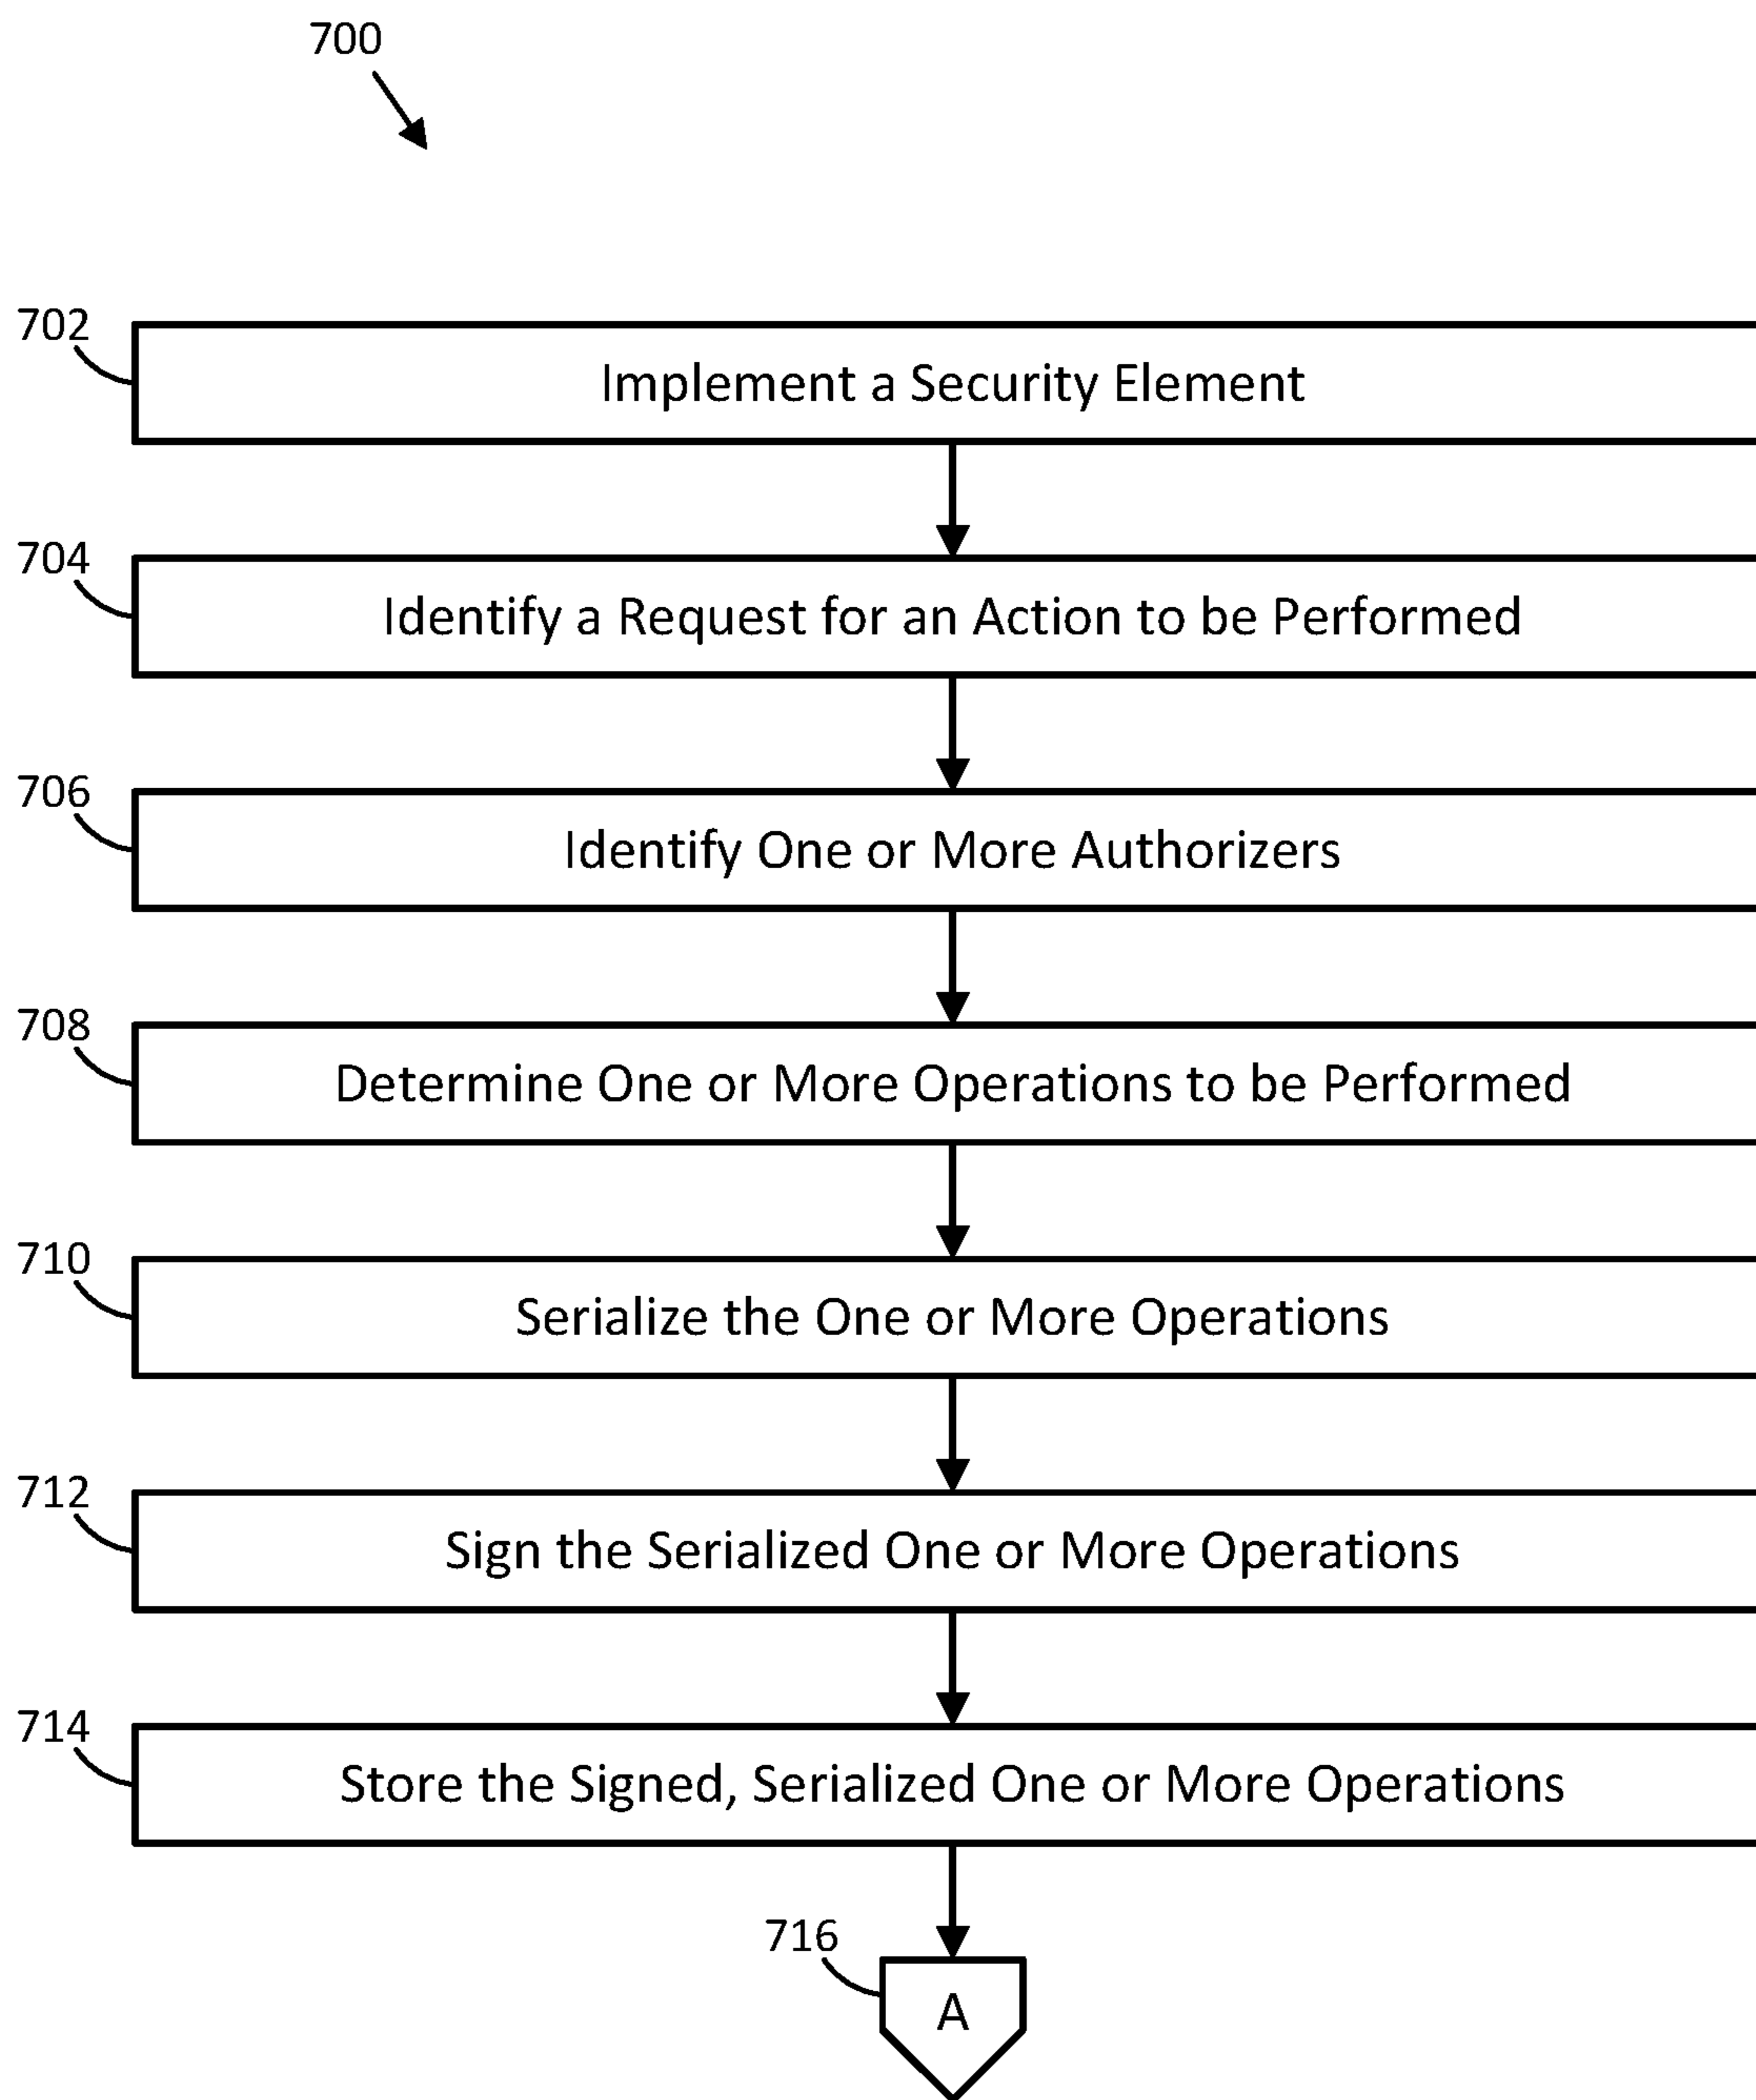 700
702
Implement a Security Element
704
Identify a Request for an Action to be Performed
706
Identify One or More Authorizers
708
Determine One or More Operations to be Performed
710
Serialize the One or More Operations
712
Sign the Serialized One or More Operations
714
Store the Signed, Serialized One or More Operations
716
A